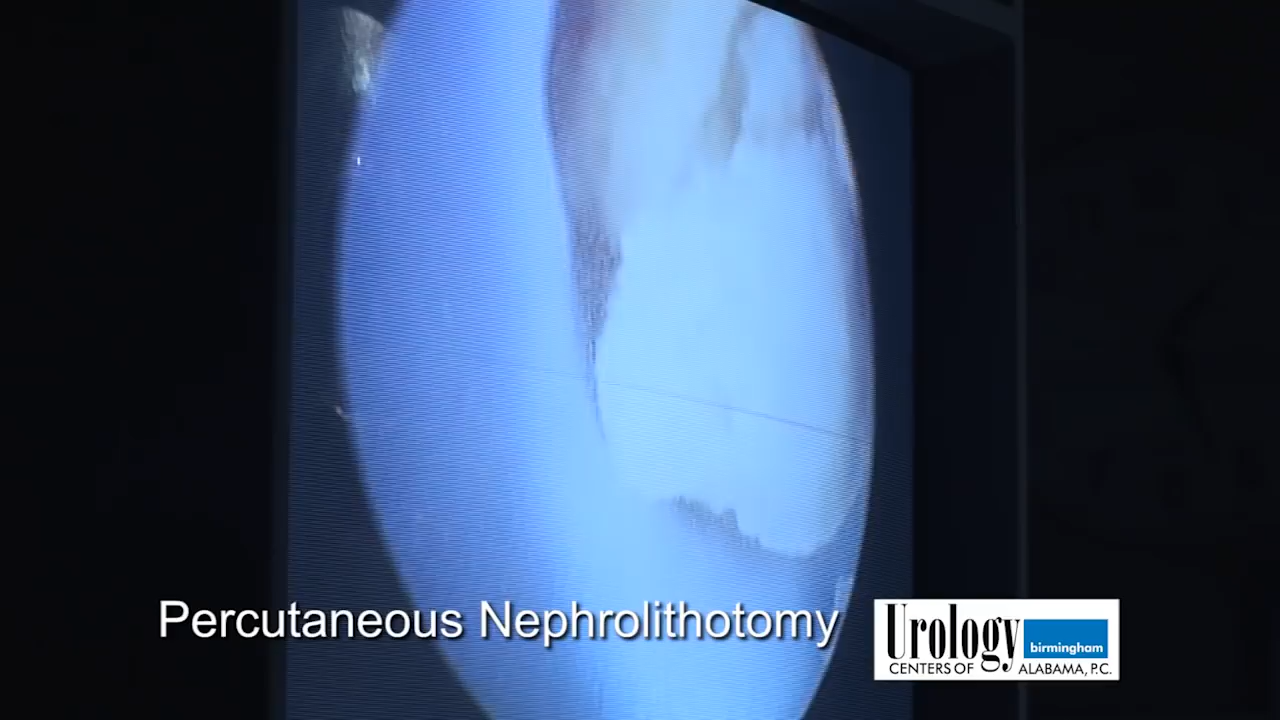 Percutaneous Nephrolithotomy
Urology
birmingham
CENTERS OF ALABAMA, P.C.